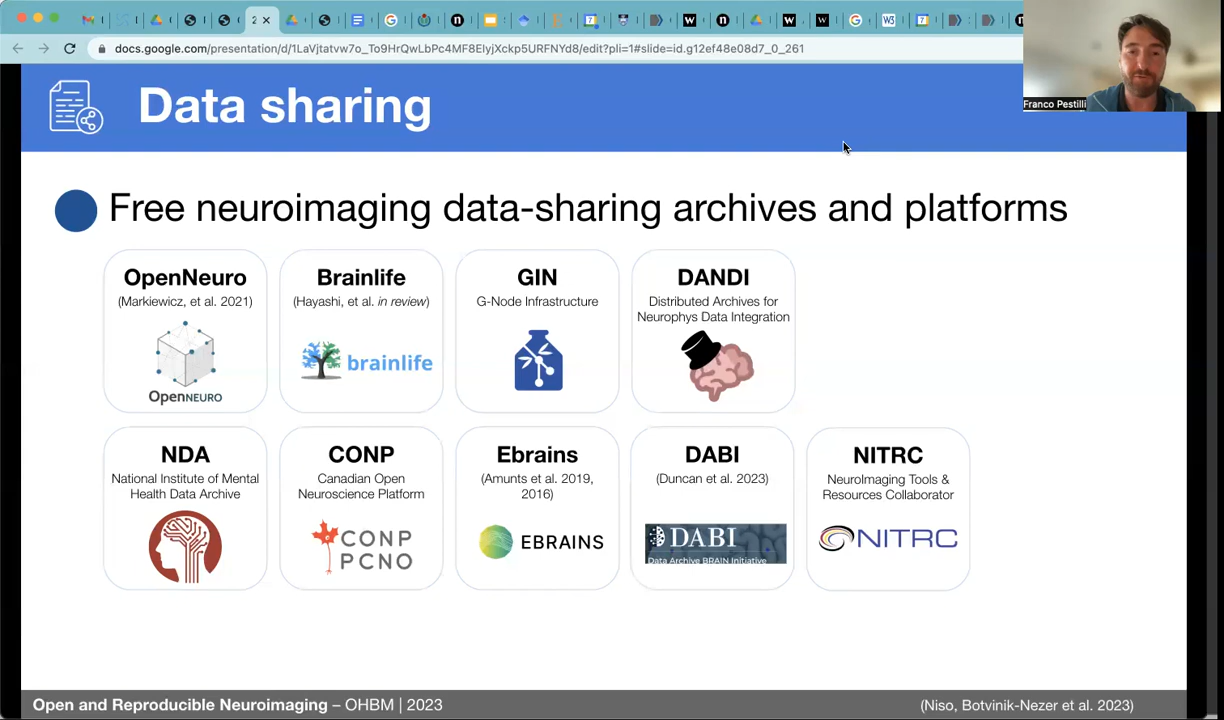 docs.google.com/presentation/d/1LaVjtatvw7o_To9HrQwLbPc4MF8EIyjXckp5URFNYd8/edit?pli=1#slide=id.g12ef48e08d7_0_261
Franco Pestilli
Data sharing
Free neuroimaging data-sharing archives and platforms
OpenNeuro
(Markiewicz, et al. 2021)
OPENNEURO
Brainlife
(Hayashi, et al. in review)
brainlife
GIN
G-Node Infrastructure
DANDI
Distributed Archives for
Neurophys Data Integration
NDA
National Institute of Mental
Health Data Archive
CONP
Canadian Open
Neuroscience Platform
CONP
PCNO
Ebrains
(Amunts et al. 2019,
2016)
EBRAINS
DABI
(Duncan et al. 2023)
DABI
Data Archive BRAIN Initiative
NITRC
NeuroImaging Tools &
Resources Collaborator
NITRC
Open and Reproducible Neuroimaging – OHBM | 2023
(Niso, Botvinik-Nezer et al. 2023)